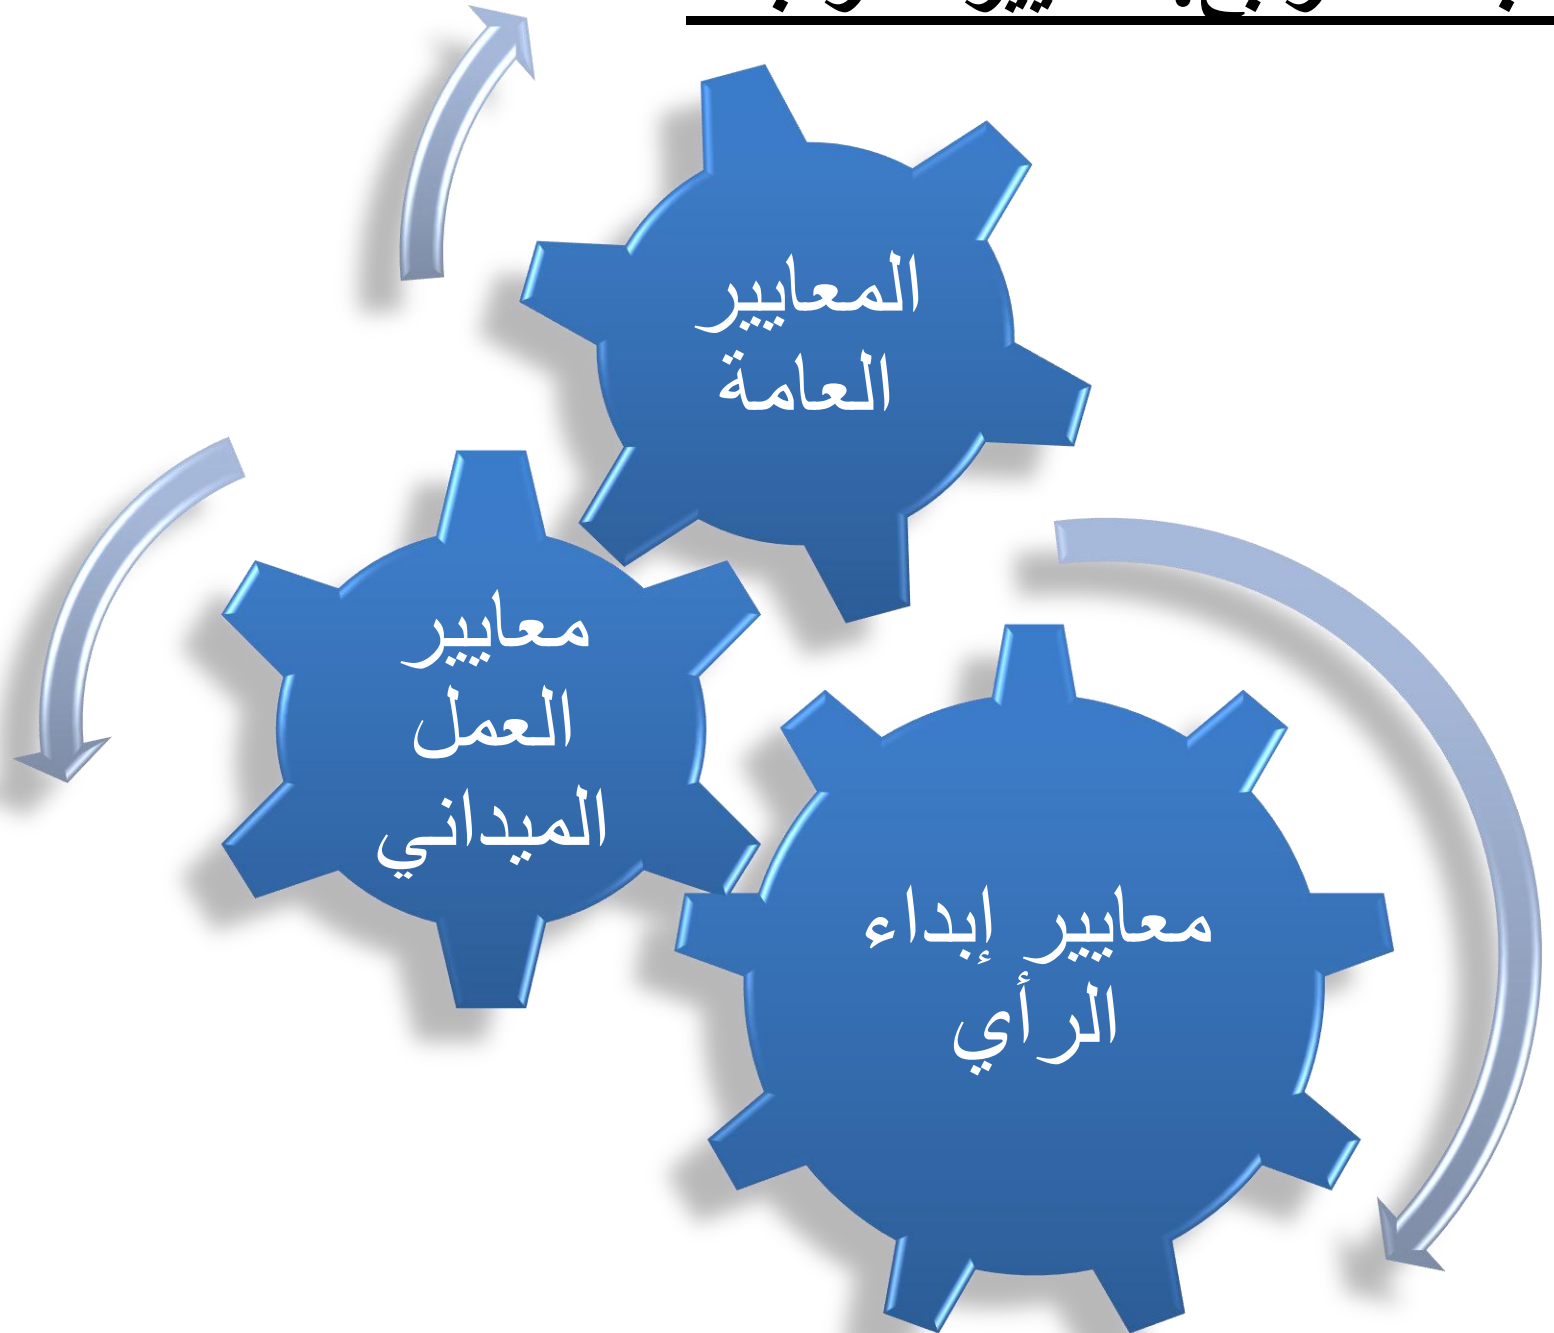 المعايير
العامة
معايير
العمل
الميداني
معايير إبداء
الرأي